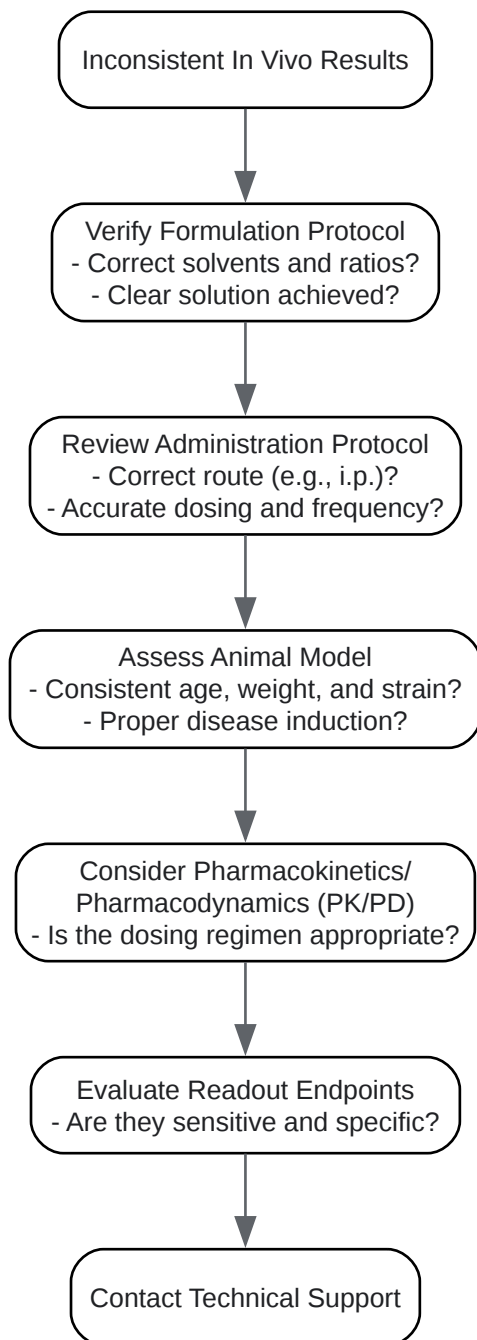 Inconsistent In Vivo Results
Verify Formulation Protocol
- Correct solvents and ratios?
- Clear solution achieved?
Review Administration Protocol
- Correct route (e.g., i.p.)?
- Accurate dosing and frequency?
Assess Animal Model
- Consistent age, weight, and strain?
- Proper disease induction?
Consider Pharmacokinetics/
Pharmacodynamics (PK/PD)
- Is the dosing regimen appropriate?
Evaluate Readout Endpoints
- Are they sensitive and specific?
Contact Technical Support